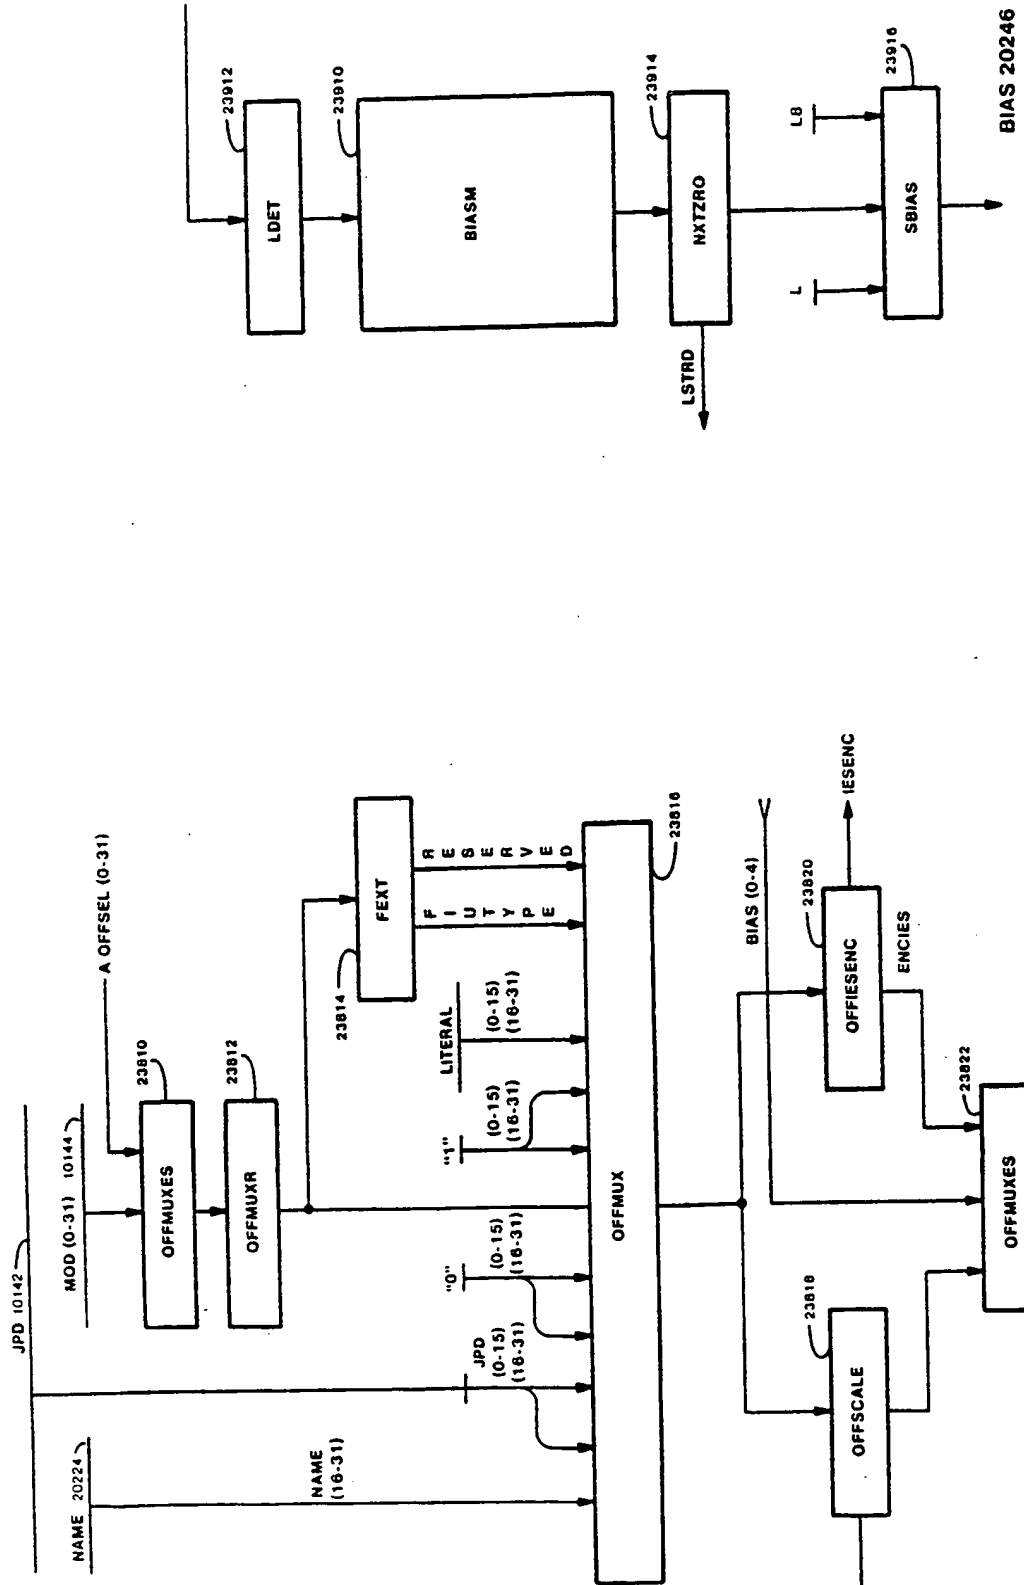 JPD 10142
MOD (0-31) 10144
NAME 20224
A OFFSEL (0-31)
23810
OFFMUXES
23812
OFFMUXR
FEXT
23814
NAME
(16-31)
JPD
(0-15)
(16-31)
"0"
(0-15)
(16-31)
"1"
(0-15)
(16-31)
LITERAL
(0-15)
(16-31)
FIUTYPE
RESERVED
OFFMUX
23816
BIAS (0-4)
23818
OFFSCALE
23820
OFFIESENC
IESENC
ENCIES
23822
OFFMUXES
23912
LDET
23910
BIASM
23914
NXTZRO
LSTRD
L
L8
23916
SBIAS
BIAS 20246